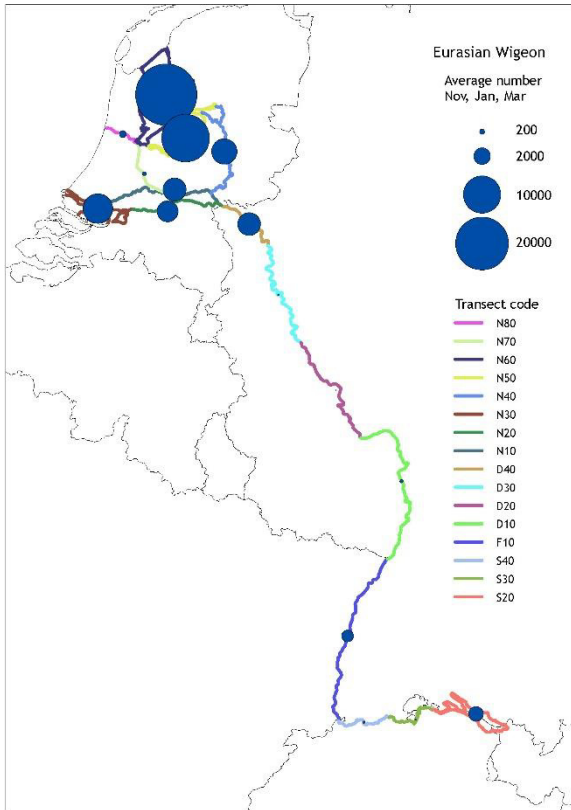 Eurasian Wigeon
Average number
Nov, Jan, Mar
200
2000
10000
20000
Transect code
N80
N70
N60
N50
N40
N30
N20
N10
D40
D30
D20
D10
F10
S40
S30
S20